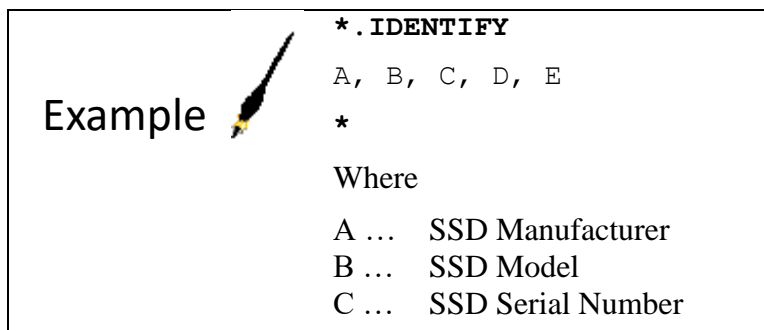 Example
*.IDENTIFY
A, B, C, D, E
*
Where
A … SSD Manufacturer
B … SSD Model
C … SSD Serial Number